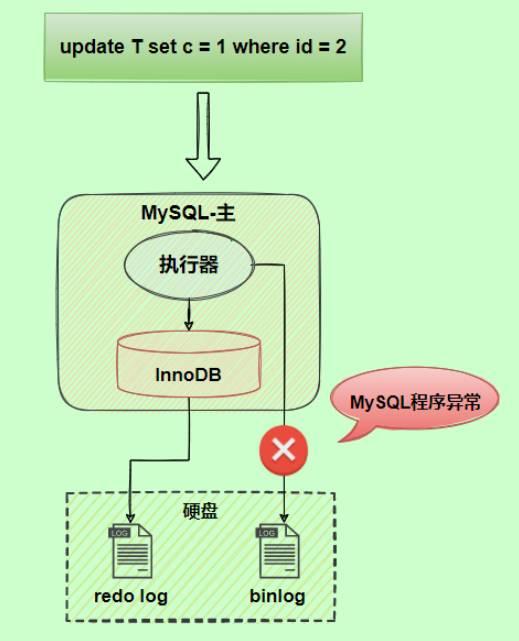 update T set c = 1 where id = 2
MySQL-主
执行器
InnoDB
MySQL程序异常
硬盘
LOG
LOG
redo log
binlog